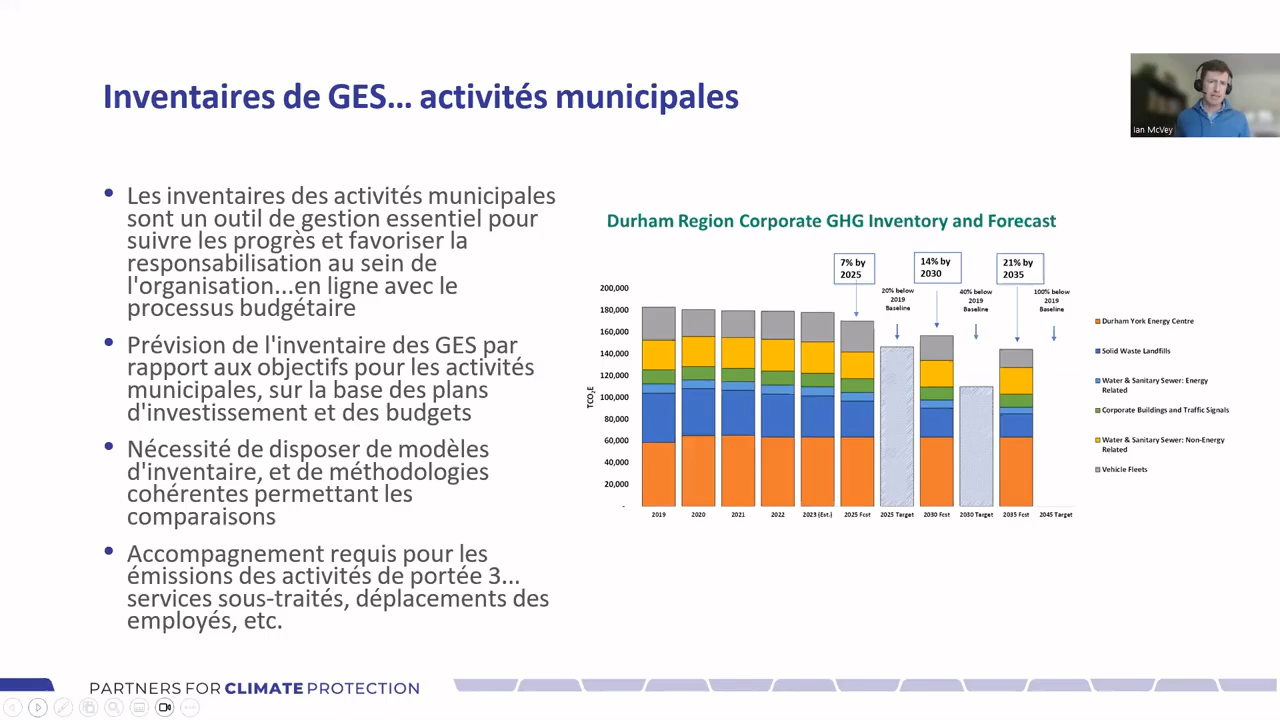 Inventaires de GES... activités municipales
Ian McVey
• Les inventaires des activités municipales
sont un outil de gestion essentiel pour
suivre les progrès et favoriser la
responsabilisation au sein de
l'organisation...en ligne avec le
processus budgétaire
• Prévision de l'inventaire des GES par
rapport aux objectifs pour les activités
municipales, sur la base des plans
d'investissement et des budgets
• Nécessité de disposer de modèles
d'inventaire, et de méthodologies
cohérentes permettant les
comparaisons
• Accompagnement requis pour les
émissions des activités de portée 3...
services sous-traités, déplacements des
employés, etc.
Durham Region Corporate GHG Inventory and Forecast
7% by
2025
14% by
2030
21% by
2035
20% below
2019
Baseline
40% below
2019
Baseline
100% below
2019
Baseline
TCO₂E
200,000
180,000
160,000
140,000
120,000
100,000
80,000
60,000
40,000
20,000
-
2019 2020 2021 2022 2023 (Est.) 2025 Fcst 2025 Target 2030 Fcst 2030 Target 2035 Fcst 2045 Target
Durham York Energy Centre
Solid Waste Landfills
Water & Sanitary Sewer: Energy
Related
Corporate Buildings and Traffic Signals
Water & Sanitary Sewer: Non-Energy
Related
Vehicle Fleets
PARTNERS FOR CLIMATE PROTECTION